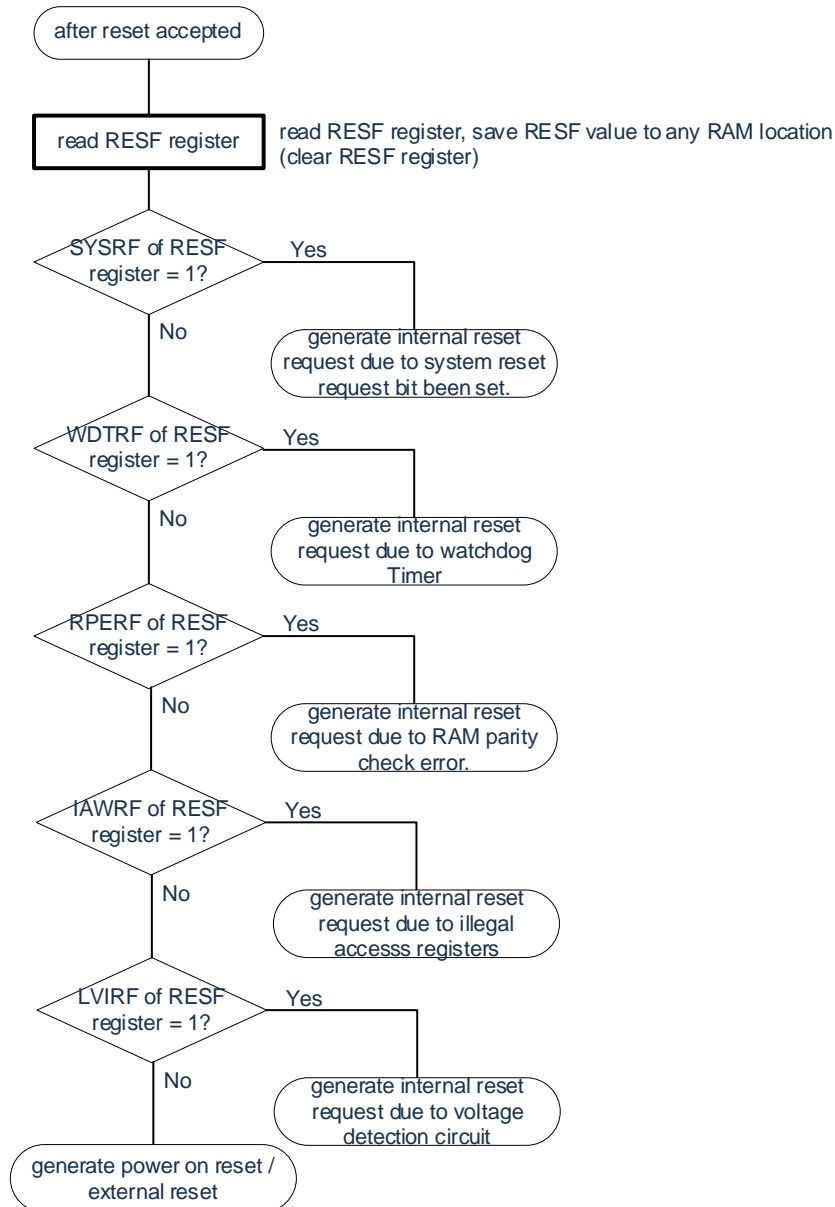 after reset accepted
read RESF register
read RESF register, save RESF value to any RAM location
(clear RESF register)
SYSRF of RESF
register = 1?
Yes
No
generate internal reset
request due to system reset
request bit been set.
WDTRF of RESF
register = 1?
Yes
No
generate internal reset
request due to watchdog
Timer
RPERF of RESF
register = 1?
Yes
No
generate internal reset
request due to RAM parity
check error.
IAWRF of RESF
register = 1?
Yes
No
generate internal reset
request due to illegal
accesss registers
LVIRF of RESF
register = 1?
Yes
No
generate internal reset
request due to voltage
detection circuit
generate power on reset /
external reset